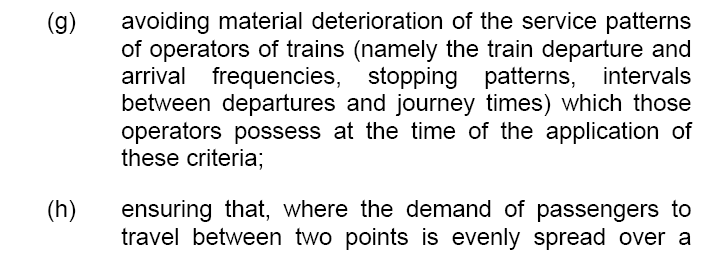 (g) avoiding material deterioration of the service patterns
of operators of trains (namely the train departure and
arrival frequencies, stopping patterns, intervals
between departures and journey times) which those
operators possess at the time of the application of
these criteria;
(h) ensuring that, where the demand of passengers to
travel between two points is evenly spread over a